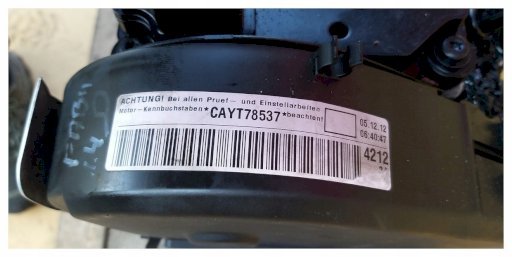 ACHTUNG! Bei allen Pruef- und Einstellarbeiten
Motor-Kennbuchstaben *CAYT78537* beachten!
05.12.12
06:40:47
4212